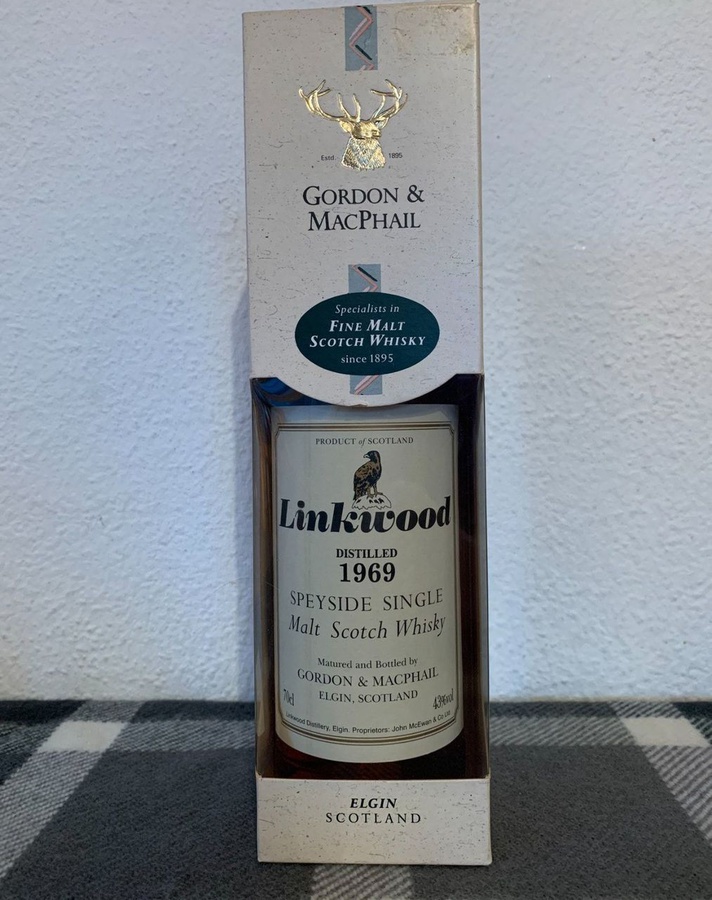 Estd. 1895
GORDON &
MACPHAIL
Specialists in
FINE MALT
SCOTCH WHISKY
since 1895
PRODUCT of SCOTLAND
Linkwood
DISTILLED
1969
SPEYSIDE SINGLE
Malt Scotch Whisky
Matured and Bottled by
GORDON & MACPHAIL
ELGIN, SCOTLAND
70cl 43%vol
Linkwood Distillery, Elgin. Proprietors: John McEwan & Co Ltd
ELGIN
SCOTLAND